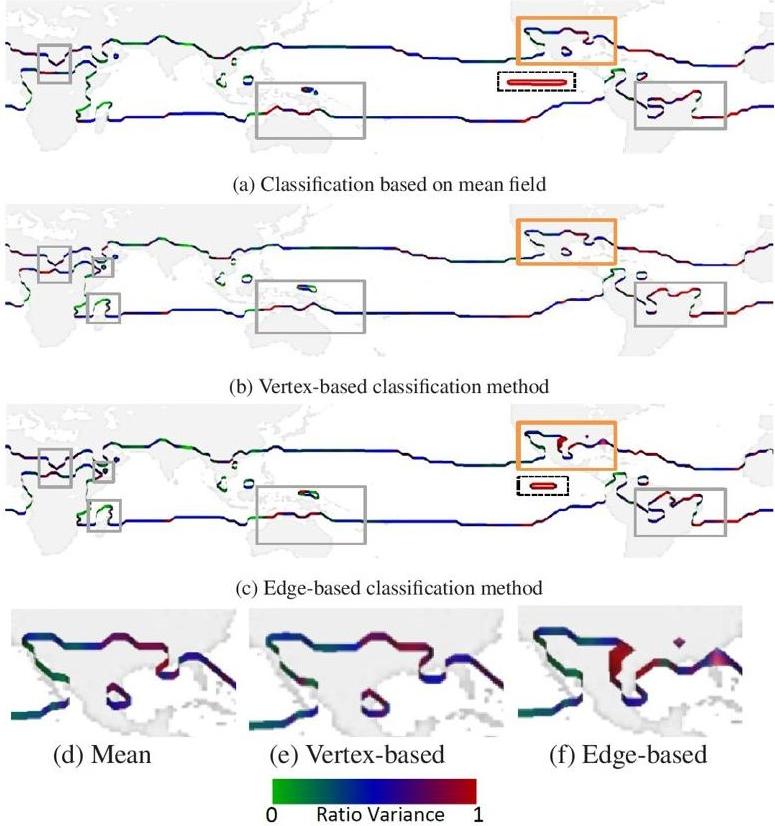 (a) Classification based on mean field
(b) Vertex-based classification method
(c) Edge-based classification method
(d) Mean (e) Vertex-based (f) Edge-based
0 Ratio Variance 1